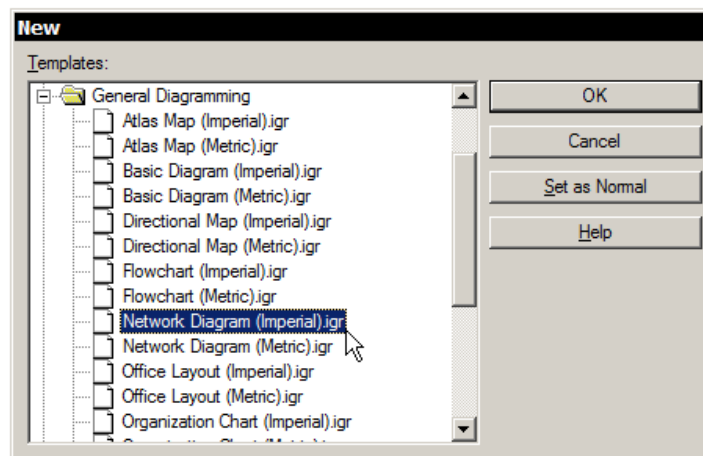 New
Templates:
General Diagramming
Atlas Map (Imperial).igr
Atlas Map (Metric).igr
Basic Diagram (Imperial).igr
Basic Diagram (Metric).igr
Directional Map (Imperial).igr
Directional Map (Metric).igr
Flowchart (Imperial).igr
Flowchart (Metric).igr
Network Diagram (Imperial).igr
Network Diagram (Metric).igr
Office Layout (Imperial).igr
Office Layout (Metric).igr
Organization Chart (Imperial).igr
OK
Cancel
Set as Normal
Help